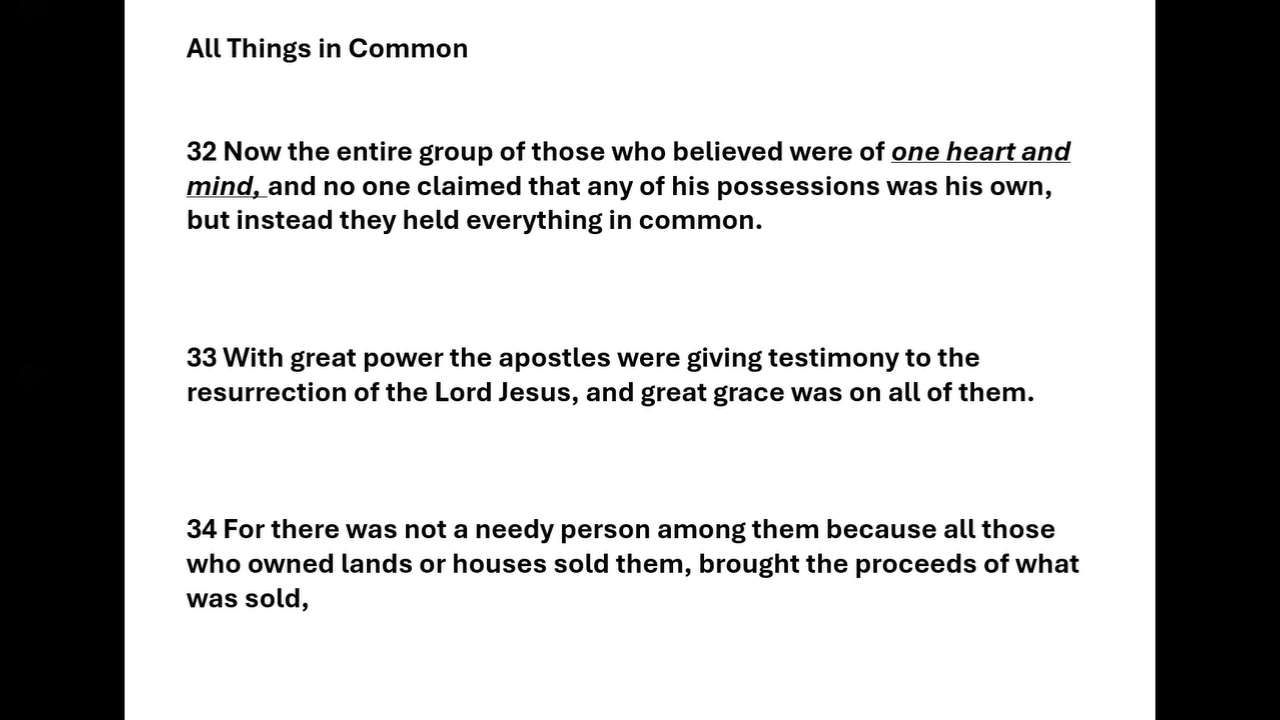 All Things in Common
32 Now the entire group of those who believed were of one heart and
mind, and no one claimed that any of his possessions was his own,
but instead they held everything in common.
33 With great power the apostles were giving testimony to the
resurrection of the Lord Jesus, and great grace was on all of them.
34 For there was not a needy person among them because all those
who owned lands or houses sold them, brought the proceeds of what
was sold,